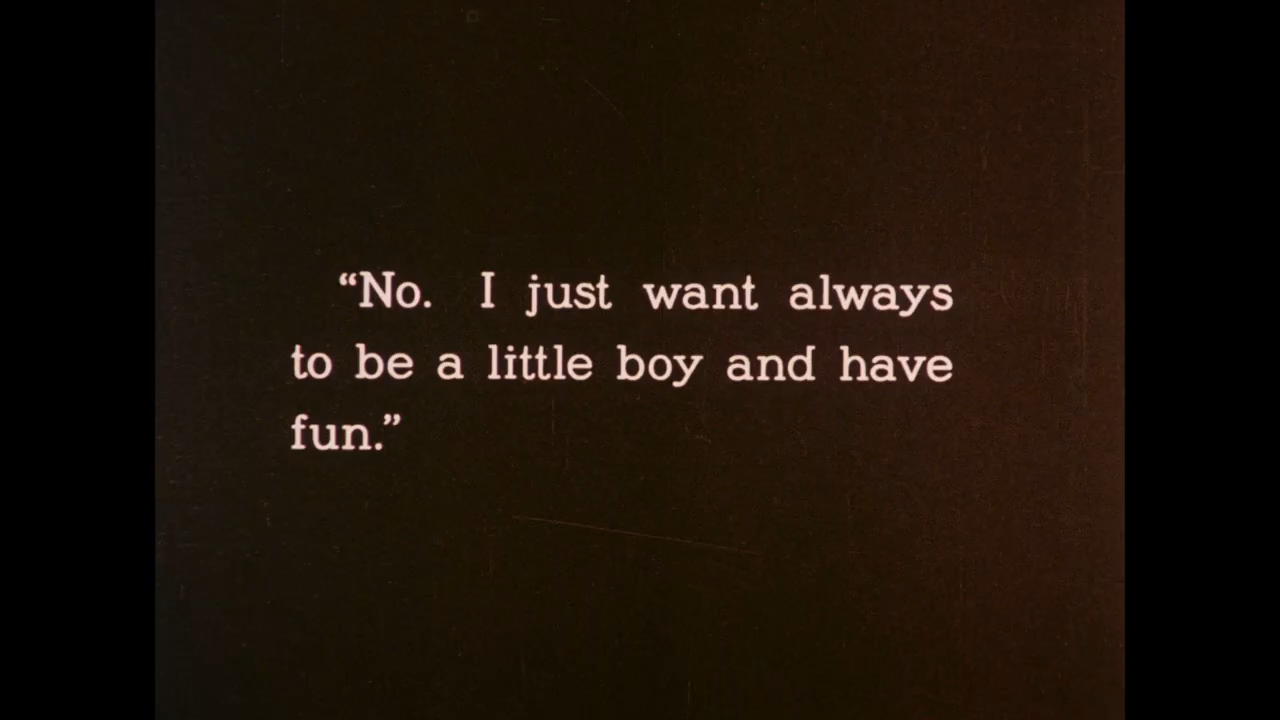 “No. I just want always
to be a little boy and have
fun.”